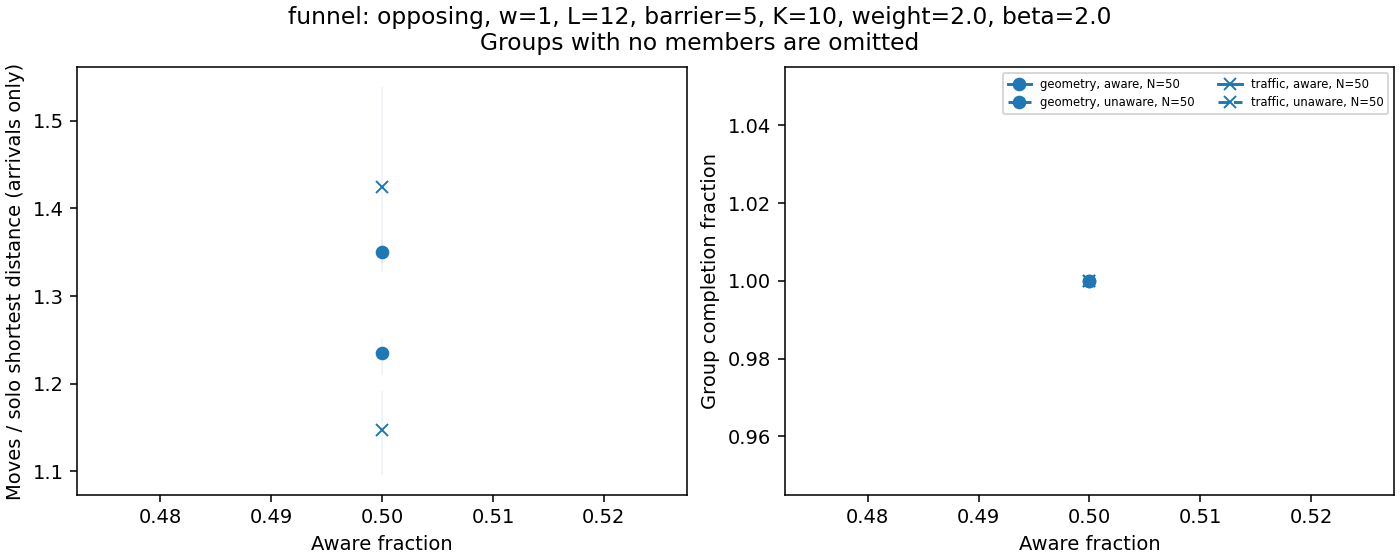 funnel: opposing, w=1, L=12, barrier=5, K=10, weight=2.0, beta=2.0
Groups with no members are omitted
Moves / solo shortest distance (arrivals only)
1.5
1.4
1.3
1.2
1.1
0.48 0.49 0.50 0.51 0.52
Aware fraction
Group completion fraction
1.04
1.02
1.00
0.98
0.96
0.48 0.49 0.50 0.51 0.52
Aware fraction
geometry, aware, N=50
geometry, unaware, N=50
traffic, aware, N=50
traffic, unaware, N=50